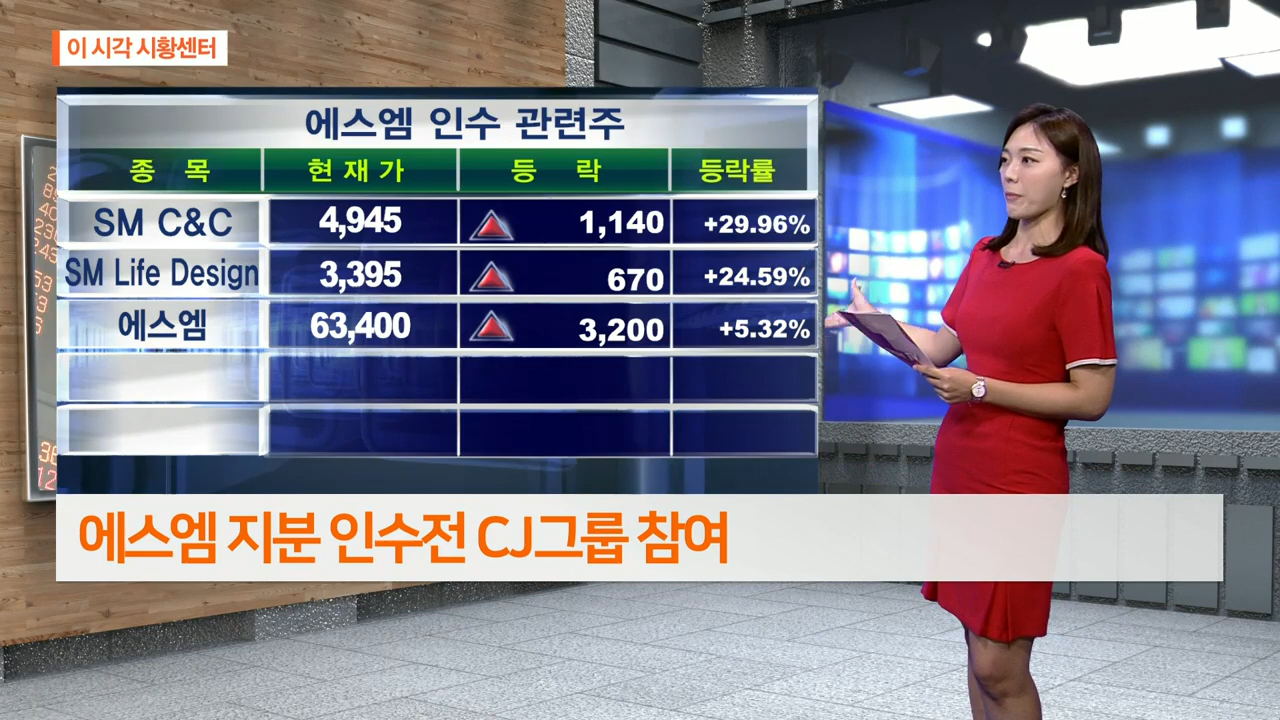 이 시각 시황센터
에스엠 인수 관련주
종 목 현 재 가 등 락 등락률
SM C&C 4,945 1,140 +29.96%
SM Life Design 3,395 670 +24.59%
에스엠 63,400 3,200 +5.32%
에스엠 지분 인수전 CJ그룹 참여